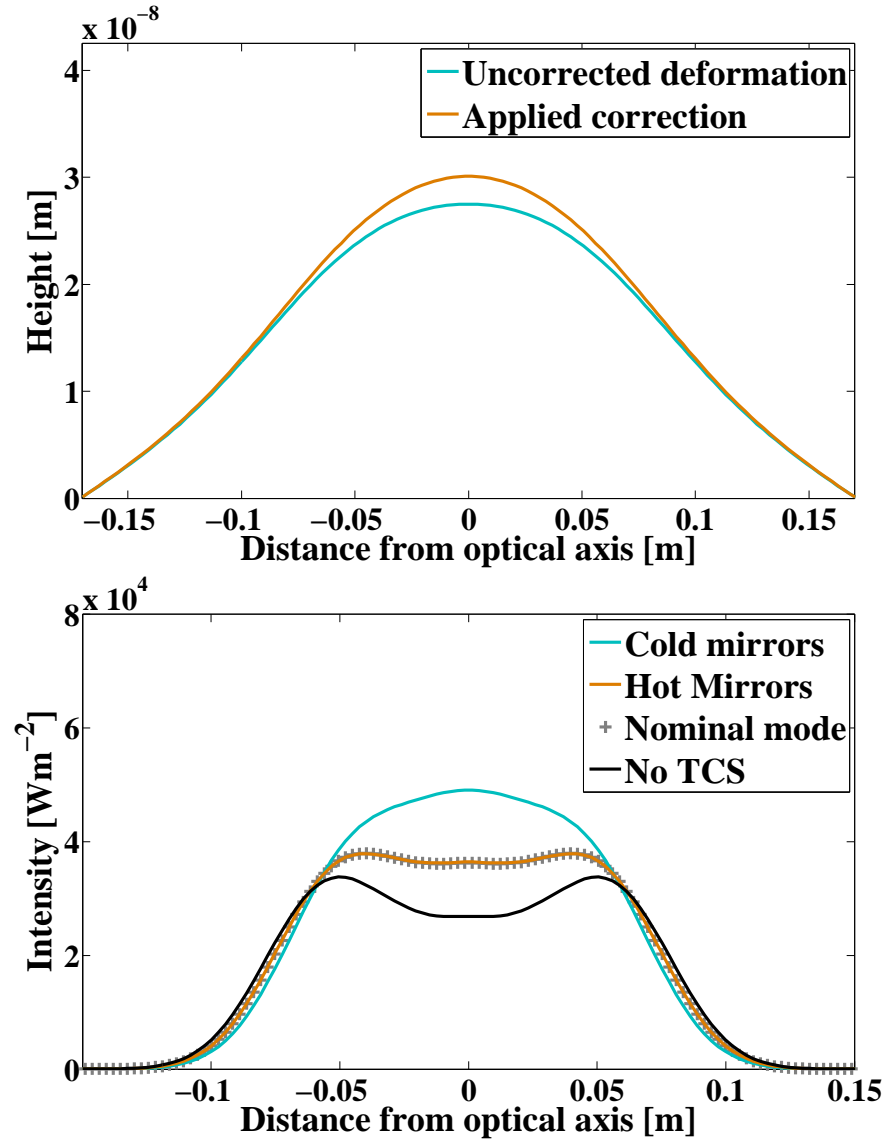 x 10⁻⁸
4
3
2
1
0
Height [m]
Uncorrected deformation
Applied correction
−0.15 −0.1 −0.05 0 0.05 0.1 0.15
Distance from optical axis [m]
x 10⁴
8
6
4
2
0
Intensity [Wm⁻²]
Cold mirrors
Hot Mirrors
Nominal mode
No TCS
−0.1 −0.05 0 0.05 0.1 0.15
Distance from optical axis [m]